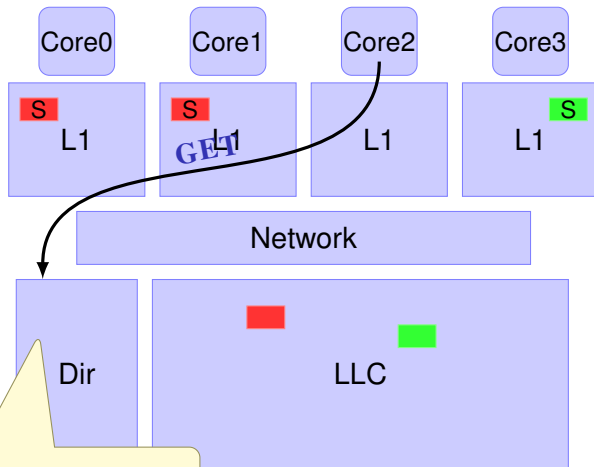 Core0 Core1 Core2 Core3
S S S
L1 L1 L1 L1
GET
Network
Dir LLC